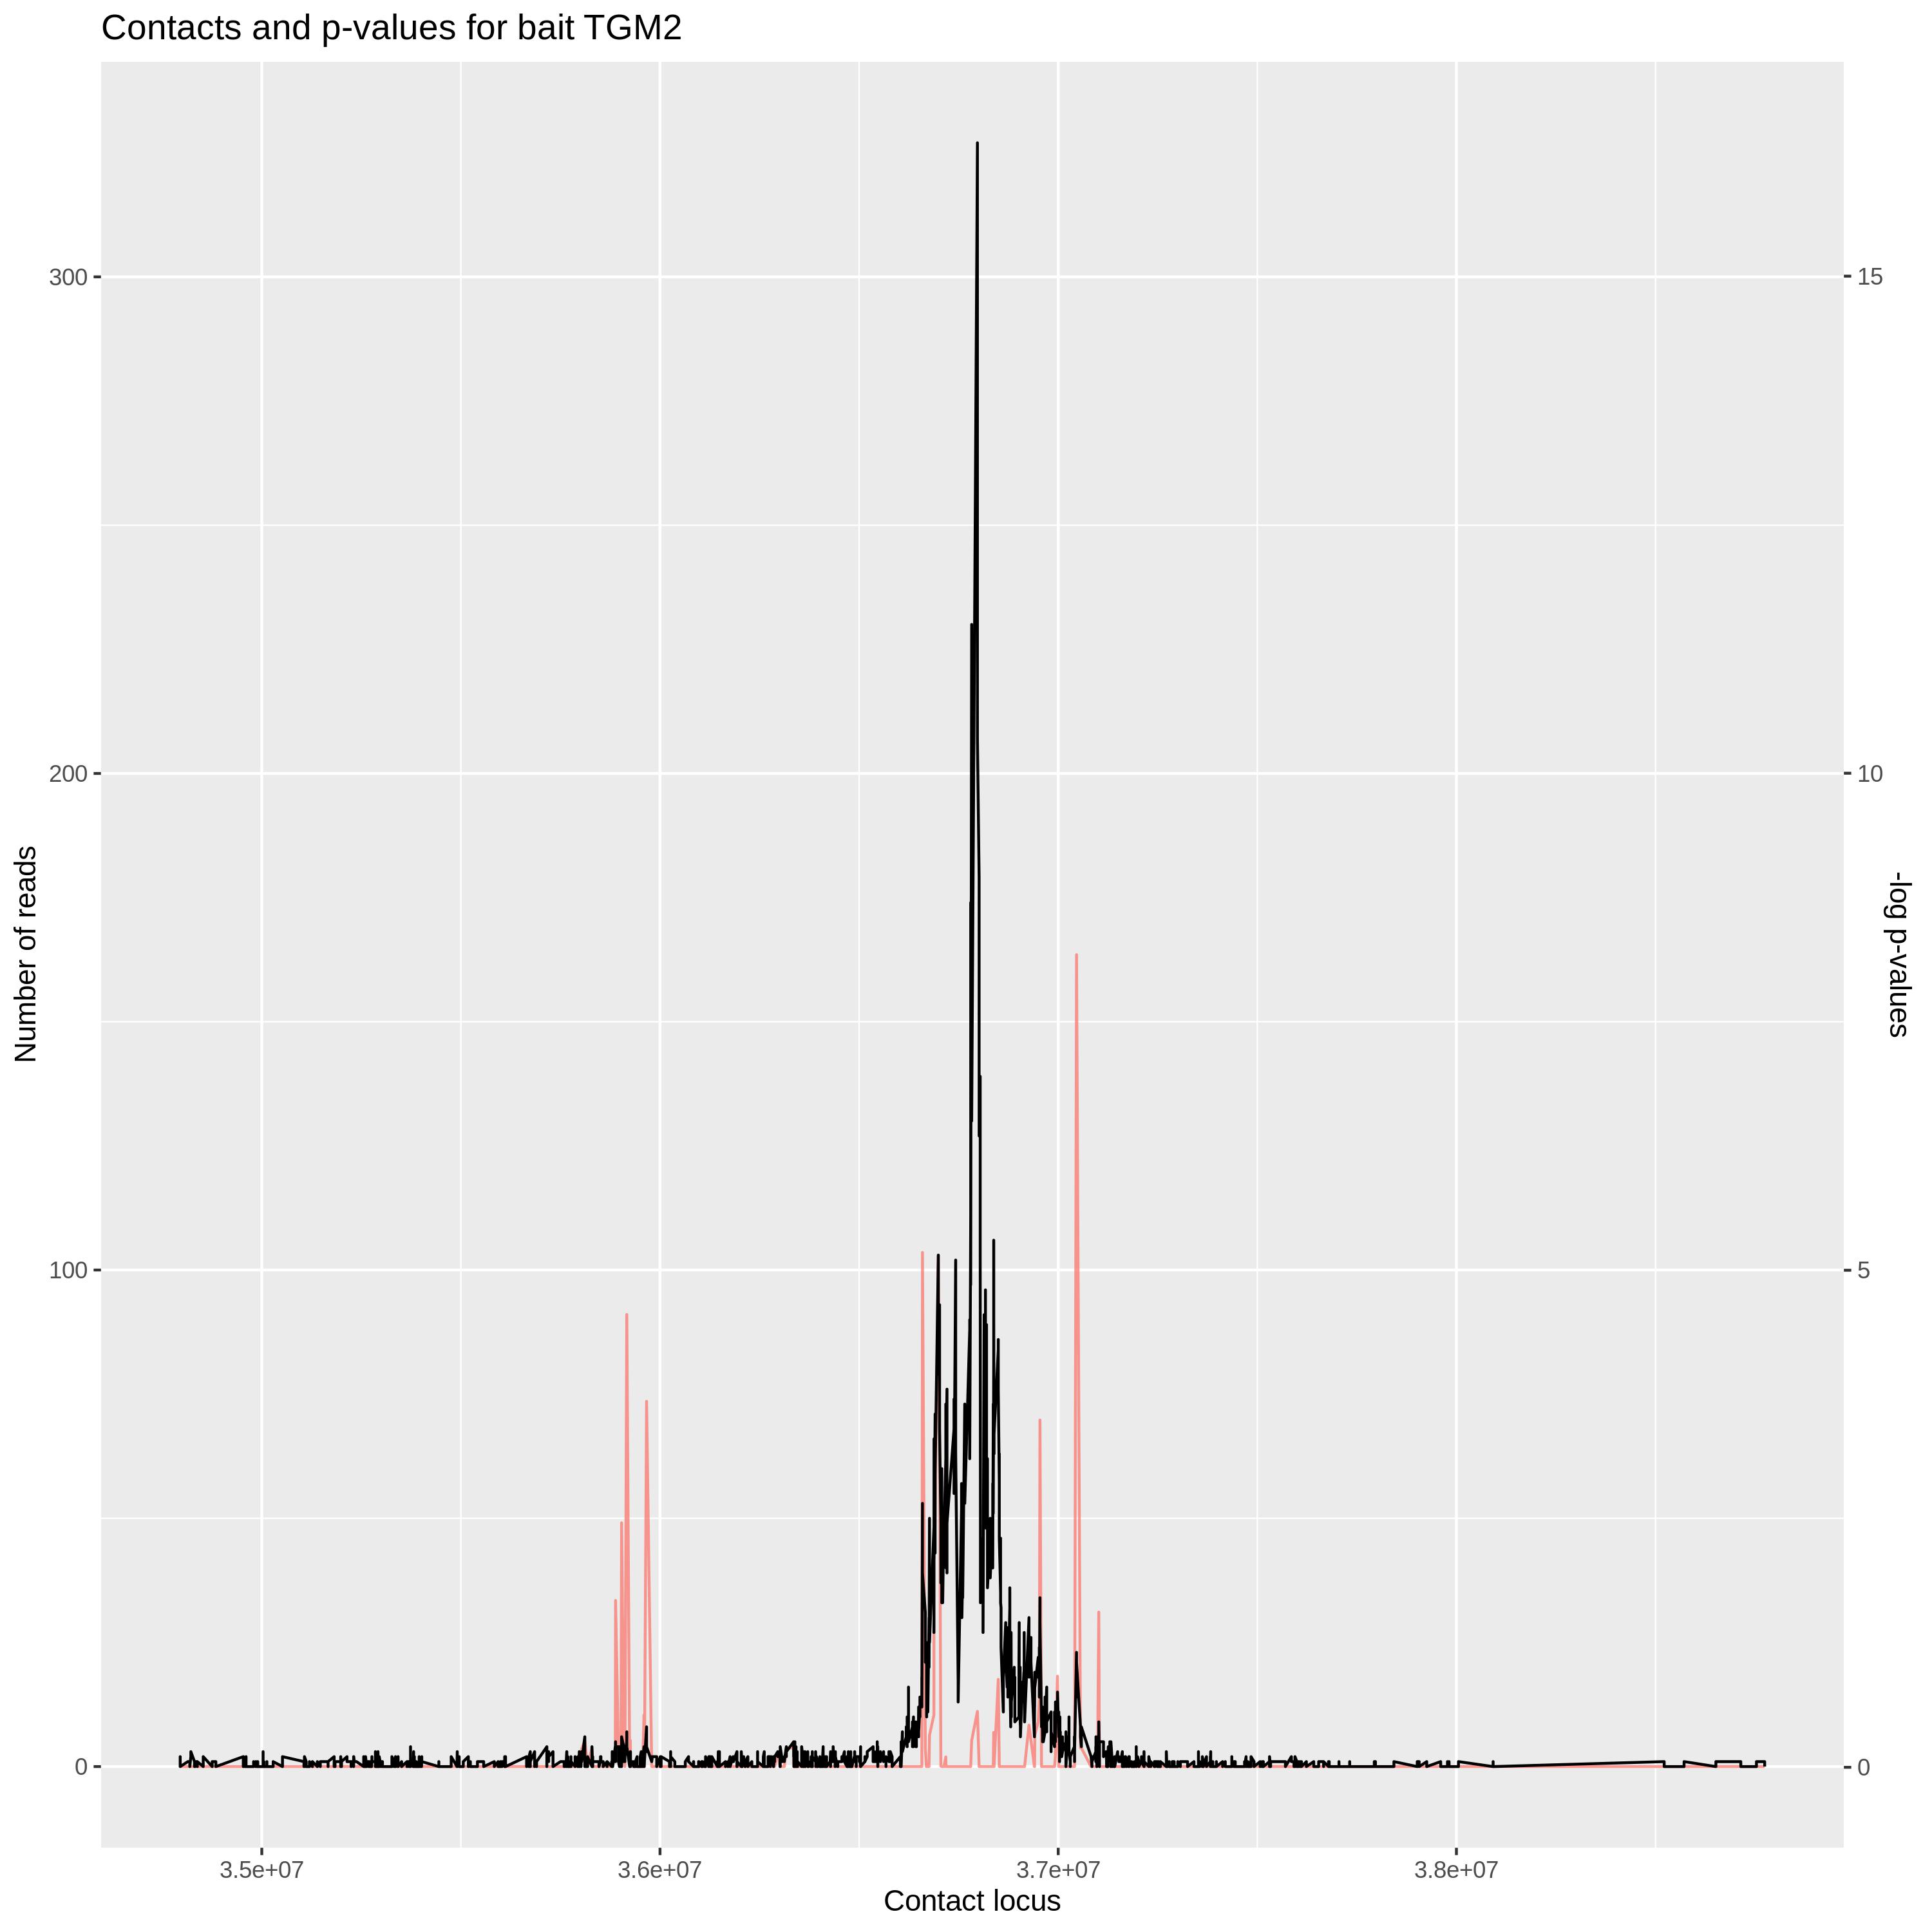 Contacts and p-values for bait TGM2
300
200
100
0
15
10
5
0
Number of reads
-log p-values
3.5e+07 3.6e+07 3.7e+07 3.8e+07
Contact locus